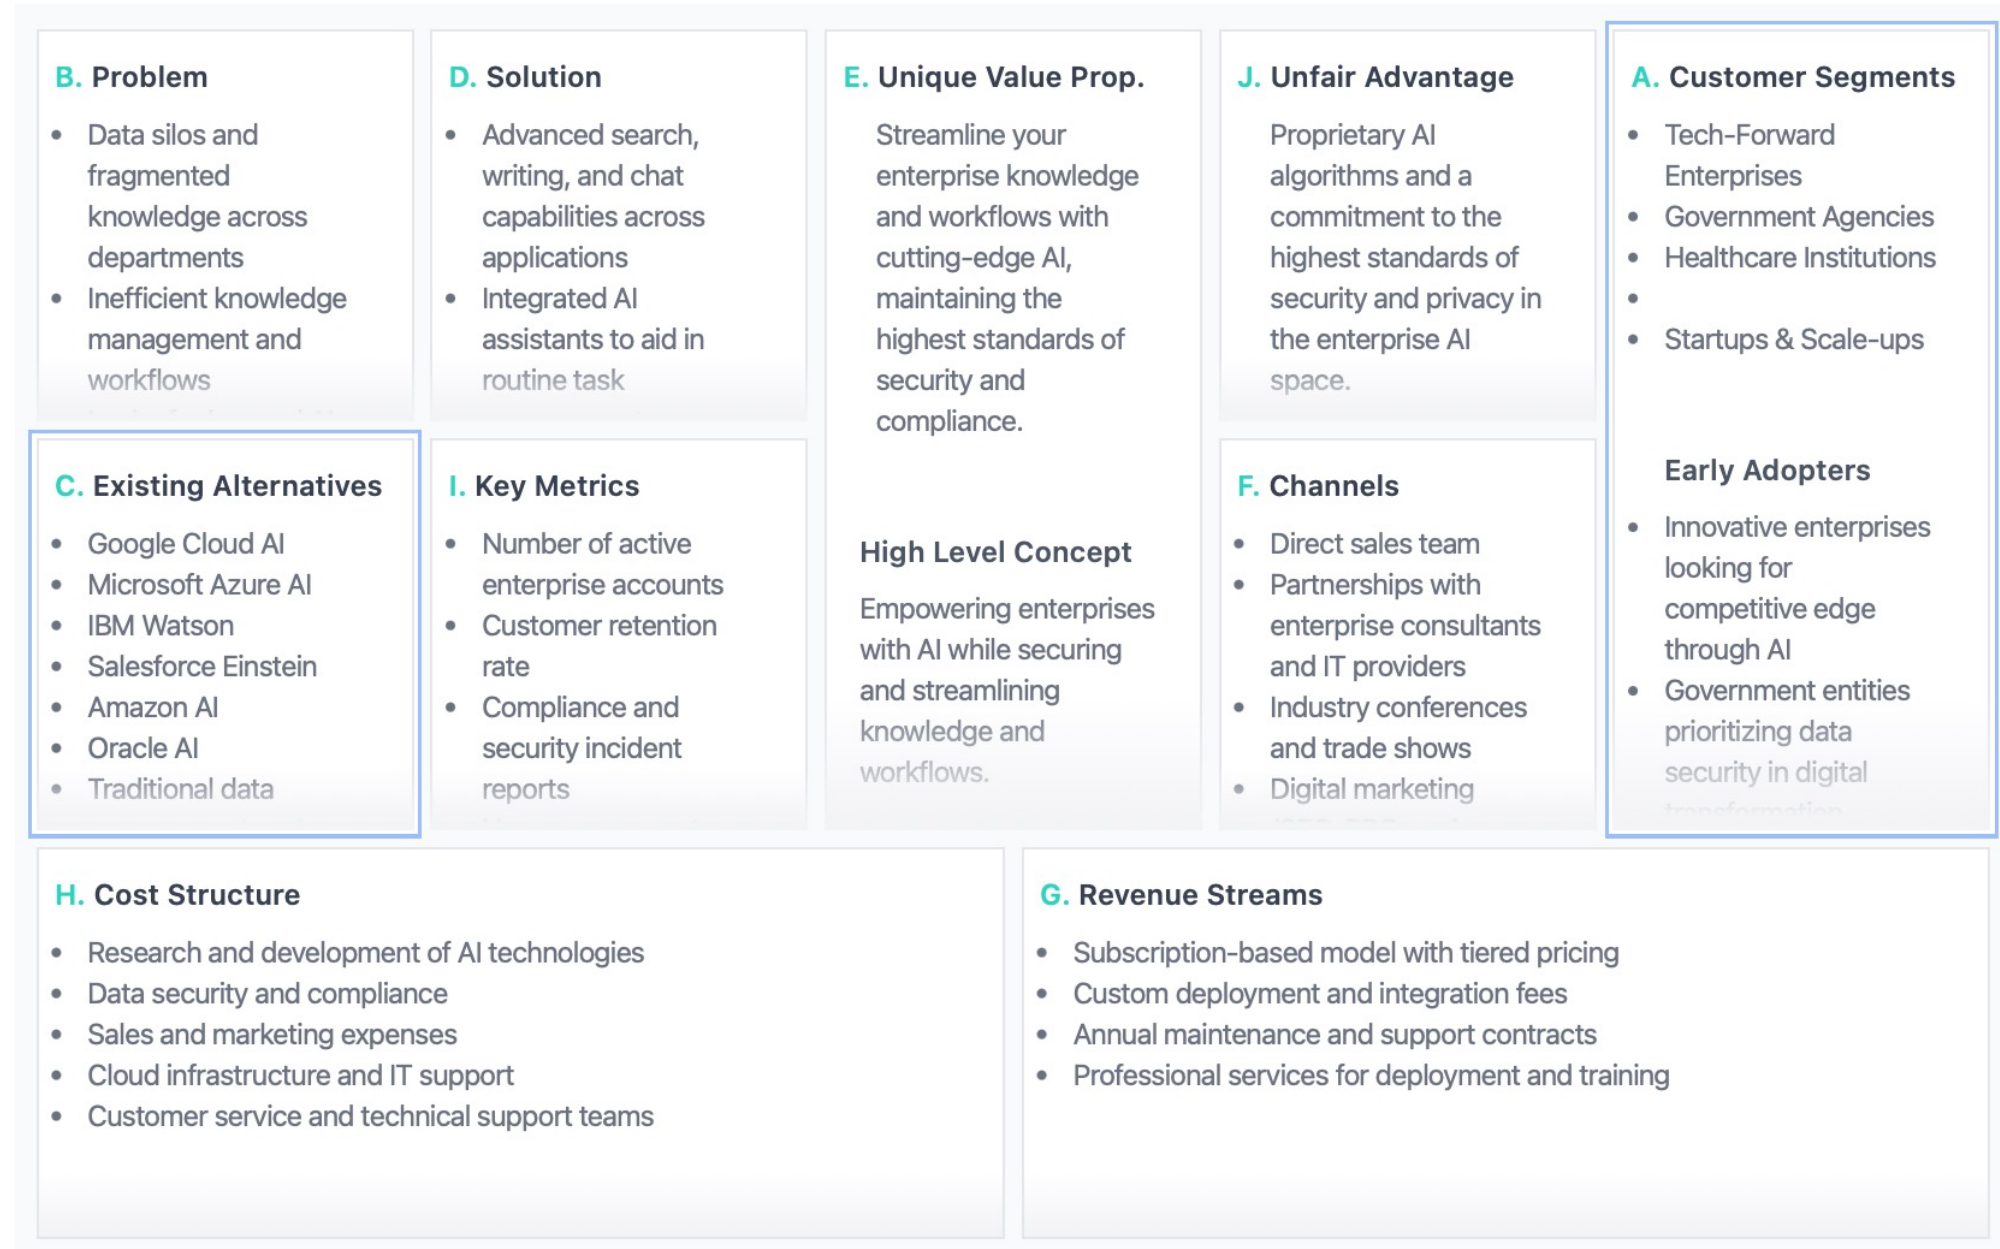 B. Problem
• Data silos and
fragmented
knowledge across
departments
• Inefficient knowledge
management and
workflows
D. Solution
• Advanced search,
writing, and chat
capabilities across
applications
• Integrated AI
assistants to aid in
routine task
E. Unique Value Prop.
Streamline your
enterprise knowledge
and workflows with
cutting-edge AI,
maintaining the
highest standards of
security and
compliance.
High Level Concept
Empowering enterprises
with AI while securing
and streamlining
knowledge and
workflows.
J. Unfair Advantage
Proprietary AI
algorithms and a
commitment to the
highest standards of
security and privacy in
the enterprise AI
space.
A. Customer Segments
• Tech-Forward
Enterprises
• Government Agencies
• Healthcare Institutions
•
• Startups & Scale-ups
Early Adopters
• Innovative enterprises
looking for
competitive edge
through AI
• Government entities
prioritizing data
security in digital
transformation
C. Existing Alternatives
• Google Cloud AI
• Microsoft Azure AI
• IBM Watson
• Salesforce Einstein
• Amazon AI
• Oracle AI
• Traditional data
I. Key Metrics
• Number of active
enterprise accounts
• Customer retention
rate
• Compliance and
security incident
reports
F. Channels
• Direct sales team
• Partnerships with
enterprise consultants
and IT providers
• Industry conferences
and trade shows
• Digital marketing
H. Cost Structure
• Research and development of AI technologies
• Data security and compliance
• Sales and marketing expenses
• Cloud infrastructure and IT support
• Customer service and technical support teams
G. Revenue Streams
• Subscription-based model with tiered pricing
• Custom deployment and integration fees
• Annual maintenance and support contracts
• Professional services for deployment and training